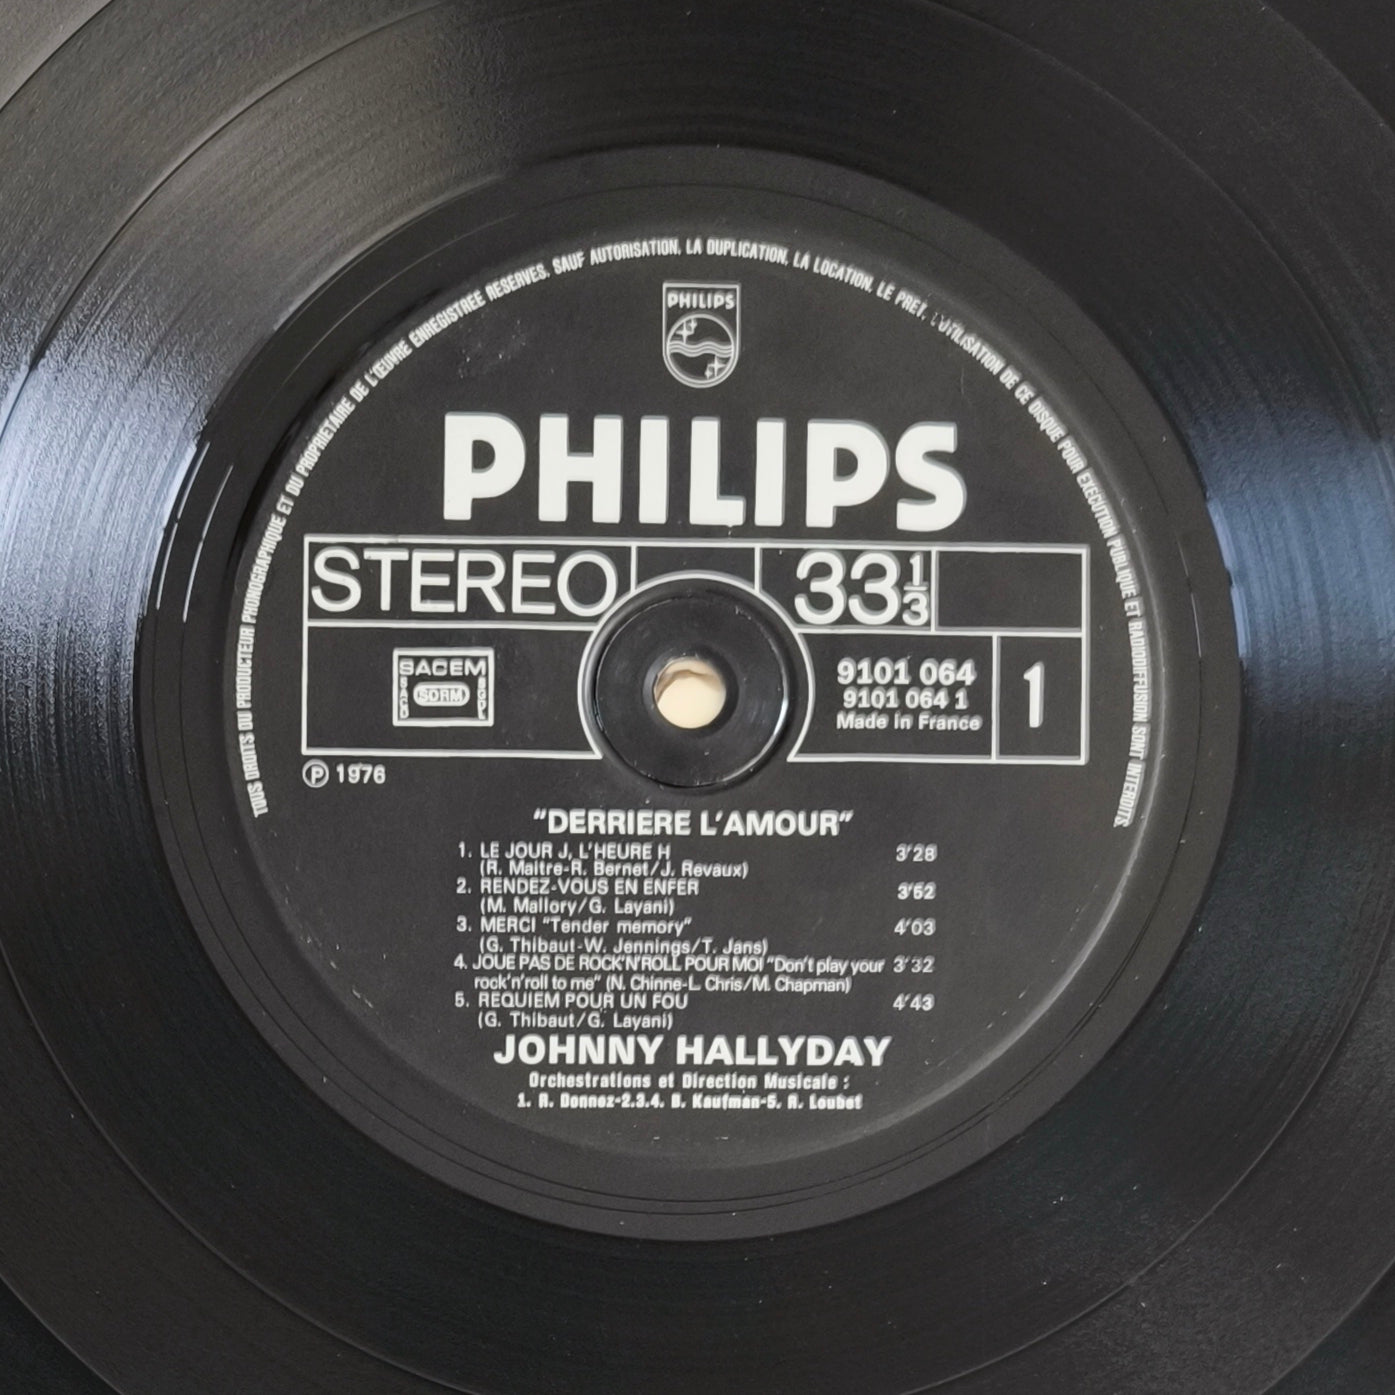 TOUS DROITS DU PRODUCTEUR PHONOGRAPHIQUE ET DU PROPRIETAIRE DE L'ŒUVRE ENREGISTREE RESERVES. SAUF AUTORISATION, LA DUPLICATION, LA LOCATION, LE PRET, L'UTILISATION DE CE DISQUE POUR EXECUTION PUBLIQUE ET RADIODIFFUSION SONT INTERDITS.
PHILIPS
PHILIPS
STEREO 33 1/3
SACEM
SACD SDRM SGDL
9101 064
9101 064 1
Made in France
1
℗ 1976
"DERRIERE L'AMOUR"
1. LE JOUR J, L'HEURE H 3'28
(R. Maitre-R. Bernet/J. Revaux)
2. RENDEZ-VOUS EN ENFER 3'52
(M. Mallory/G. Layani)
3. MERCI "Tender memory" 4'03
(G. Thibaut-W. Jennings/T. Jans)
4. JOUE PAS DE ROCK'N'ROLL POUR MOI "Don't play your 3'32
rock'n'roll to me" (N. Chinne-L. Chris/M. Chapman)
5. REQUIEM POUR UN FOU 4'43
(G. Thibaut/G. Layani)
JOHNNY HALLYDAY
Orchestrations et Direction Musicale :
1. R. Donnez-2.3.4. B. Kaufman-5. R. Loubet